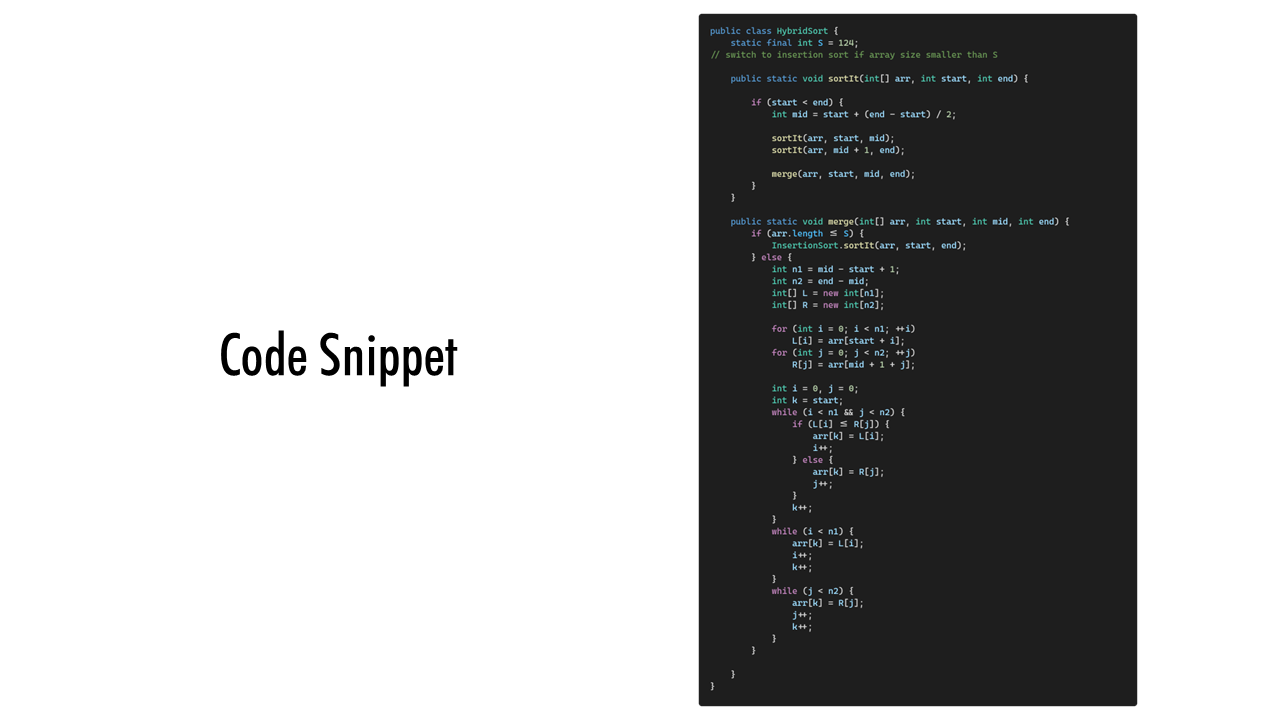 Code Snippet
public class HybridSort {
    static final int S = 124;
// switch to insertion sort if array size smaller than S
    public static void sortIt(int[] arr, int start, int end) {
        if (start < end) {
            int mid = start + (end - start) / 2;
            sortIt(arr, start, mid);
            sortIt(arr, mid + 1, end);
            merge(arr, start, mid, end);
        }
    }
    public static void merge(int[] arr, int start, int mid, int end) {
        if (arr.length ≤ S) {
            InsertionSort.sortIt(arr, start, end);
        } else {
            int n1 = mid - start + 1;
            int n2 = end - mid;
            int[] L = new int[n1];
            int[] R = new int[n2];
            for (int i = 0; i < n1; ++i)
                L[i] = arr[start + i];
            for (int j = 0; j < n2; ++j)
                R[j] = arr[mid + 1 + j];
            int i = 0, j = 0;
            int k = start;
            while (i < n1 && j < n2) {
                if (L[i] ≤ R[j]) {
                    arr[k] = L[i];
                    i++;
                } else {
                    arr[k] = R[j];
                    j++;
                }
                k++;
            }
            while (i < n1) {
                arr[k] = L[i];
                i++;
                k++;
            }
            while (j < n2) {
                arr[k] = R[j];
                j++;
                k++;
            }
        }
    }
}